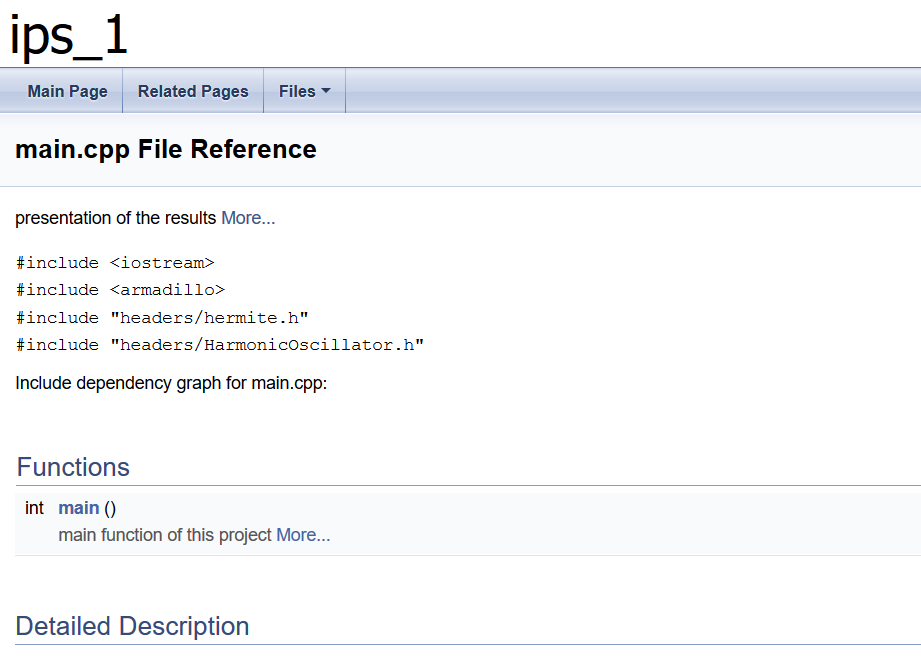 ips_1
Main Page Related Pages Files
main.cpp File Reference
presentation of the results More...
#include <iostream>
#include <armadillo>
#include "headers/hermite.h"
#include "headers/HarmonicOscillator.h"
Include dependency graph for main.cpp:
Functions
int main ()
main function of this project More...
Detailed Description